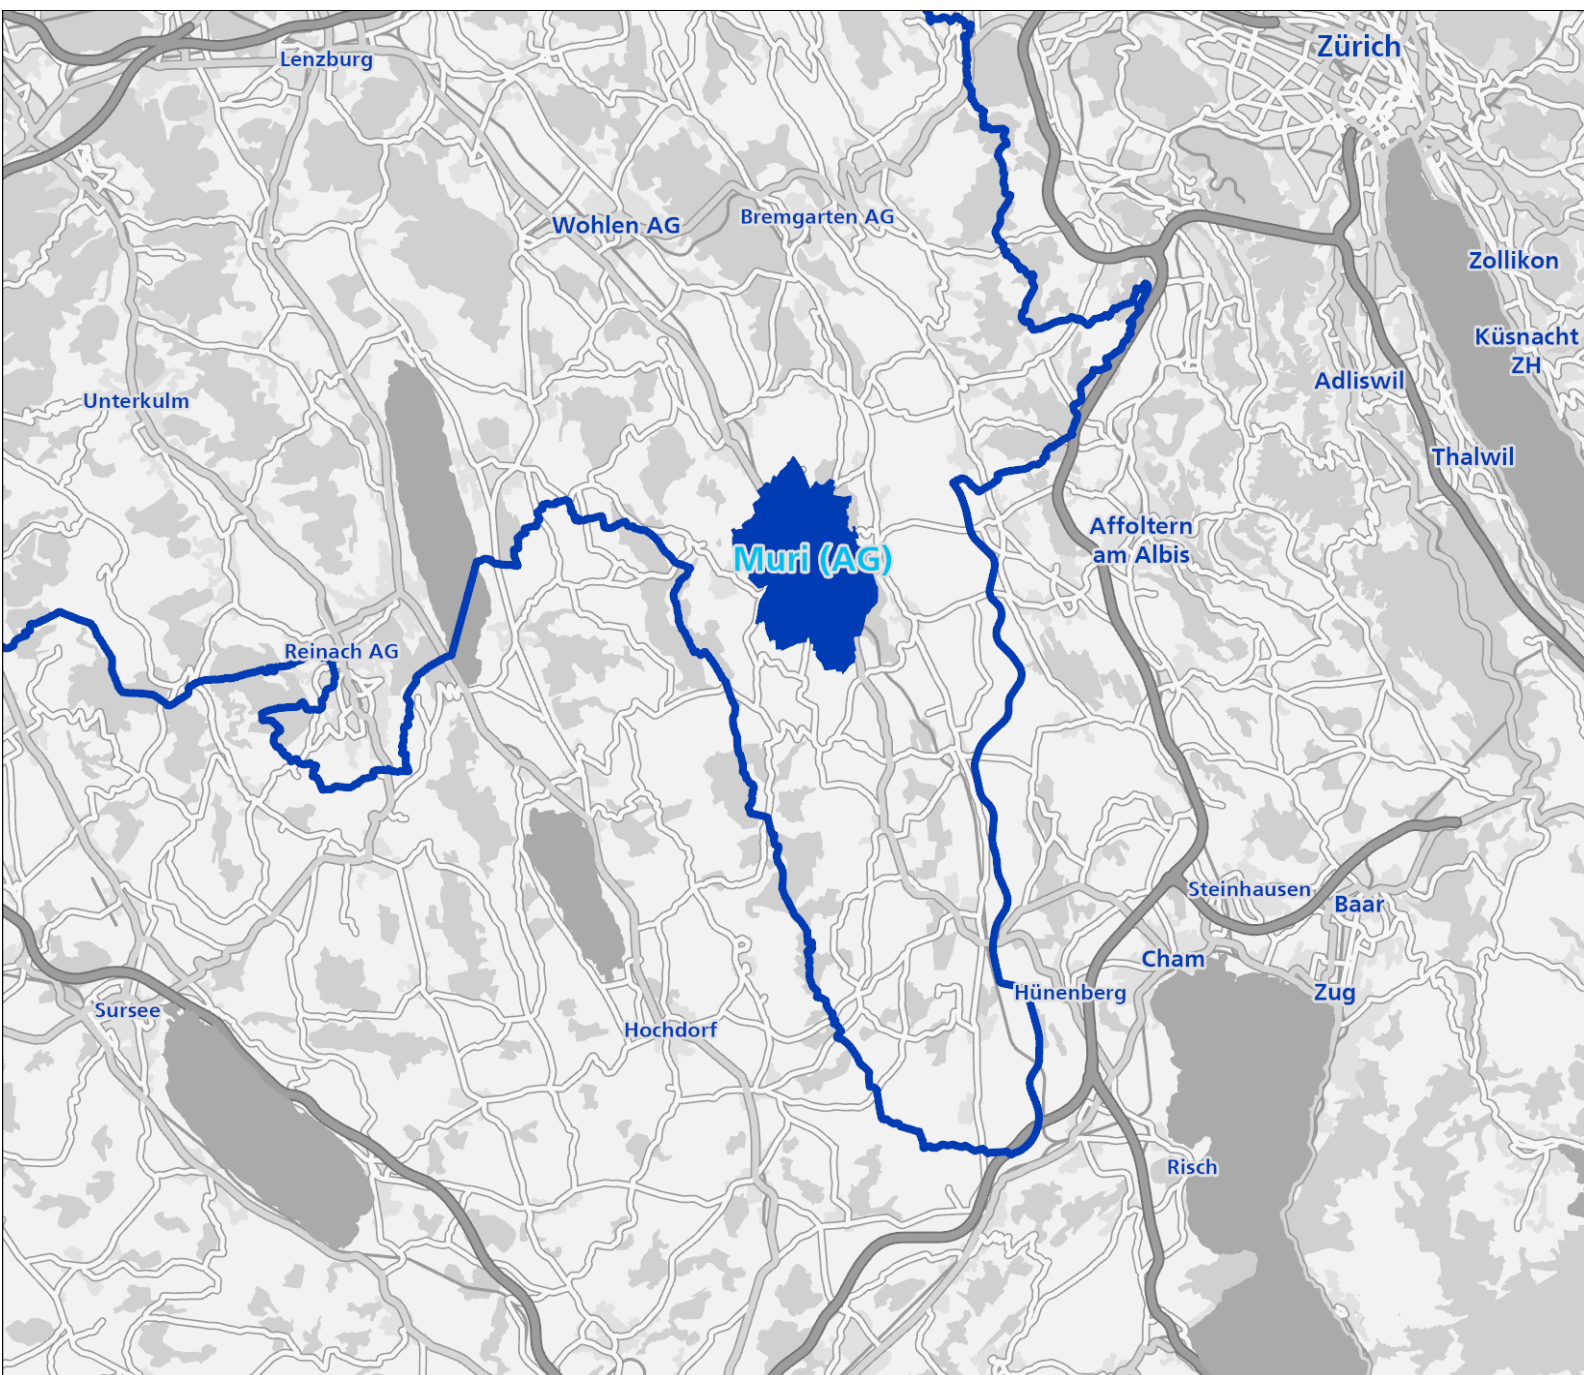 Zürich
Lenzburg
Wohlen AG
Bremgarten AG
Zollikon
Küsnacht
ZH
Adliswil
Unterkulm
Thalwil
Affoltern
am Albis
Muri (AG)
Reinach AG
Steinhausen
Baar
Cham
Zug
Hünenberg
Sursee
Hochdorf
Risch